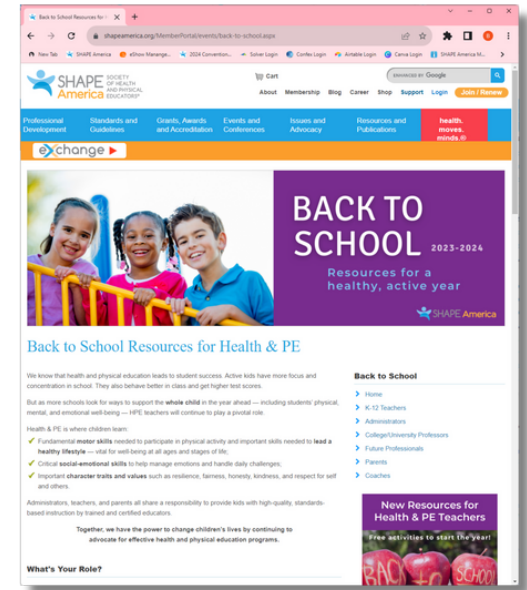 Back to School Resources for H
shapeamerica.org/MemberPortal/events/back-to-school.aspx
New Tab
SHAPE America
eShow Manange...
2024 Convention...
Solver Login
Confex Login
Airtable Login
Canva Login
SHAPE America M...
SHAPE America
SOCIETY OF HEALTH AND PHYSICAL EDUCATORS®
Cart
ENHANCED BY Google
About Membership Blog Career Shop Support Login Join / Renew
Professional Development
Standards and Guidelines
Grants, Awards and Accreditation
Events and Conferences
Issues and Advocacy
Resources and Publications
health. moves. minds.®
exchange
BACK TO
SCHOOL 2023-2024
Resources for a
healthy, active year
SHAPE America
Back to School Resources for Health & PE
We know that health and physical education leads to student success. Active kids have more focus and
concentration in school. They also behave better in class and get higher test scores.
But as more schools look for ways to support the whole child in the year ahead — including students' physical,
mental, and emotional well-being — HPE teachers will continue to play a pivotal role.
Health & PE is where children learn:
Fundamental motor skills needed to participate in physical activity and important skills needed to lead a
healthy lifestyle — vital for well-being at all ages and stages of life;
Critical social-emotional skills to help manage emotions and handle daily challenges;
Important character traits and values such as resilience, fairness, honesty, kindness, and respect for self
and others.
Administrators, teachers, and parents all share a responsibility to provide kids with high-quality, standards-
based instruction by trained and certified educators.
Together, we have the power to change children's lives by continuing to
advocate for effective health and physical education programs.
What's Your Role?
Back to School
Home
K-12 Teachers
Administrators
College/University Professors
Future Professionals
Parents
Coaches
New Resources for
Health & PE Teachers
Free activities to start the year!
BACK to SCHOOL